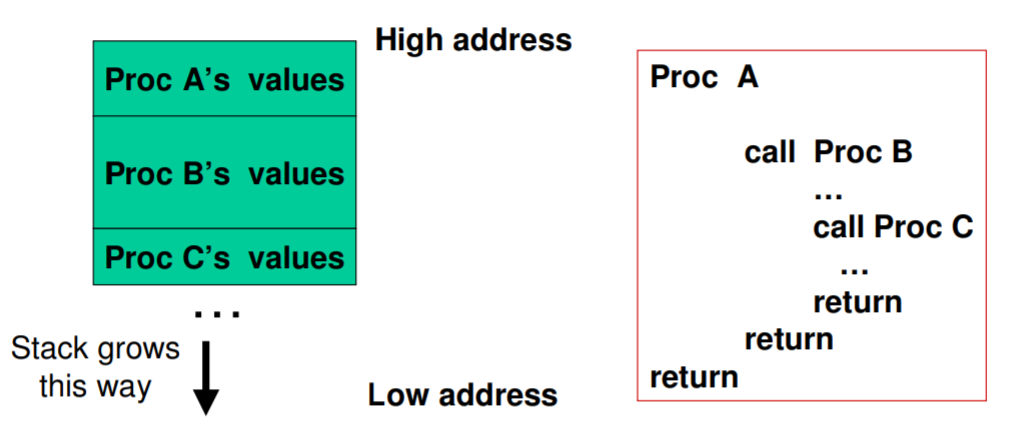 High address
Proc A's values
Proc B's values
Proc C's values
...
Stack grows
this way
Low address
Proc A
call Proc B
...
call Proc C
...
return
return
return